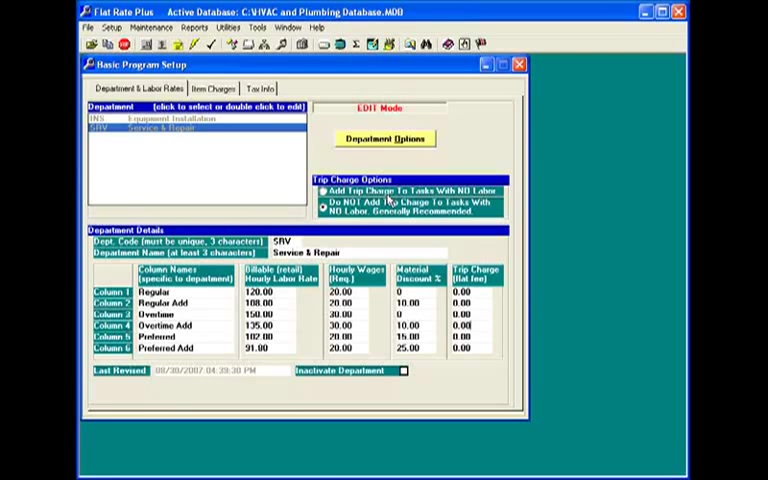 Flat Rate Plus    Active Database: C:\HVAC and Plumbing Database.MDB
File Setup Maintenance Reports Utilities Tools Window Help
Basic Program Setup
Department & Labor Rates Item Charges Tax Info
Department (click to select or double click to edit) EDIT Mode
INS Equipment Installation
SRV Service & Repair
Department Options
Trip Charge Options
Add Trip Charge To Tasks With NO Labor
Do NOT Add Trip Charge To Tasks With
NO Labor. Generally Recommended.
Department Details
Dept. Code (must be unique, 3 characters) SRV
Department Name (at least 3 characters) Service & Repair
Column Names Billable (retail) Hourly Wages Material Trip Charge
(specific to department) Hourly Labor Rate (Req.) Discount % (flat fee)
Column 1 Regular 120.00 20.00 0 0.00
Column 2 Regular Add 108.00 20.00 10.00 0.00
Column 3 Overtime 150.00 30.00 0 0.00
Column 4 Overtime Add 135.00 30.00 10.00 0.00
Column 5 Preferred 102.00 20.00 15.00 0.00
Column 6 Preferred Add 91.80 20.00 25.00 0.00
Last Revised 08/30/2007 04:39:30 PM Inactivate Department